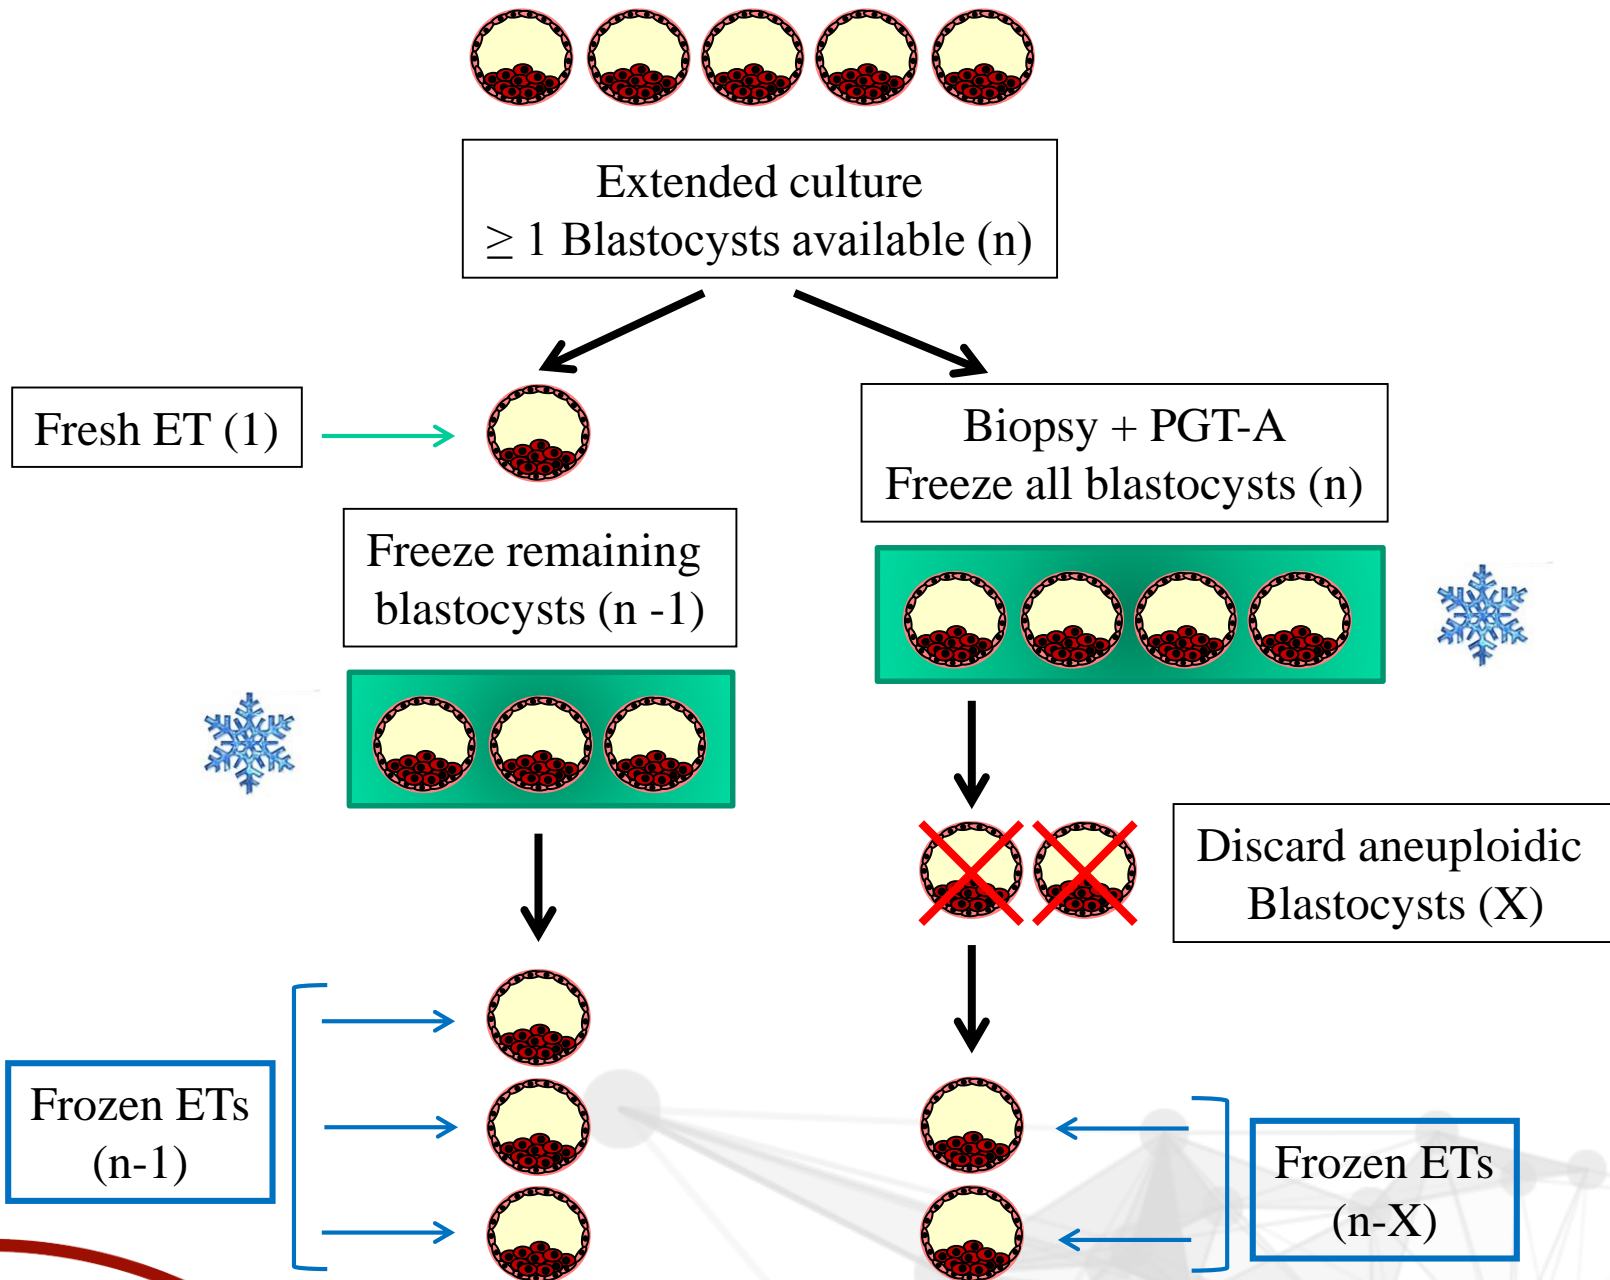 Extended culture
≥ 1 Blastocysts available (n)
Fresh ET (1)
Biopsy + PGT-A
Freeze all blastocysts (n)
Freeze remaining
blastocysts (n -1)
Discard aneuploidic
Blastocysts (X)
Frozen ETs
(n-1)
Frozen ETs
(n-X)